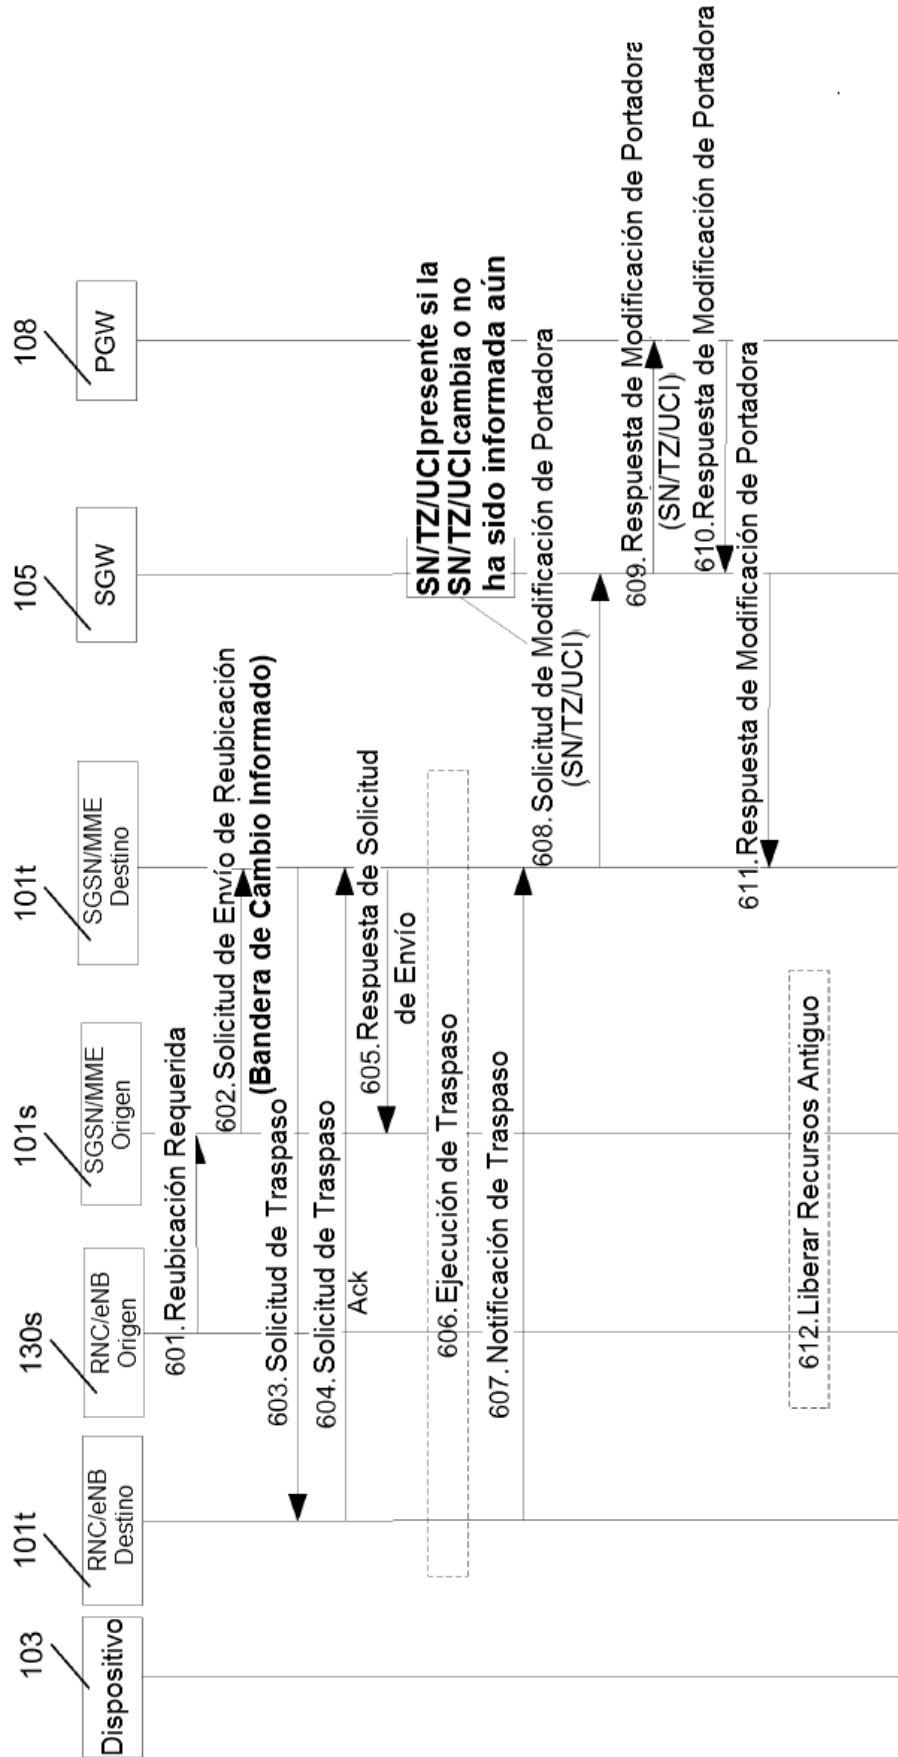 103
101t
130s
101s
101t
105
108
Dispositivo
RNC/eNB
Destino
RNC/eNB
Origen
SGSN/MME
Origen
SGSN/MME
Destino
SGW
PGW
601.Reubicación Requerida
602.Solicitud de Envío de Reubicación
(Bandera de Cambio Informado)
603.Solicitud de Traspaso
604.Solicitud de Traspaso
Ack
605.Respuesta de Solicitud
de Envío
606.Ejecución de Traspaso
SN/TZ/UCIpresente si la
SN/TZ/UCI cambia o no
ha sido informada aún
607.Notificación de Traspaso
608.Solicitud de Modificación de Portadora
(SN/TZ/UCI)
609.Respuesta de Modificación de Portadora
(SN/TZ/UCI)
610.Respuesta de Modificación de Portadora
611.Respuesta de Modificación de Portadora
612.Liberar Recursos Antiguo